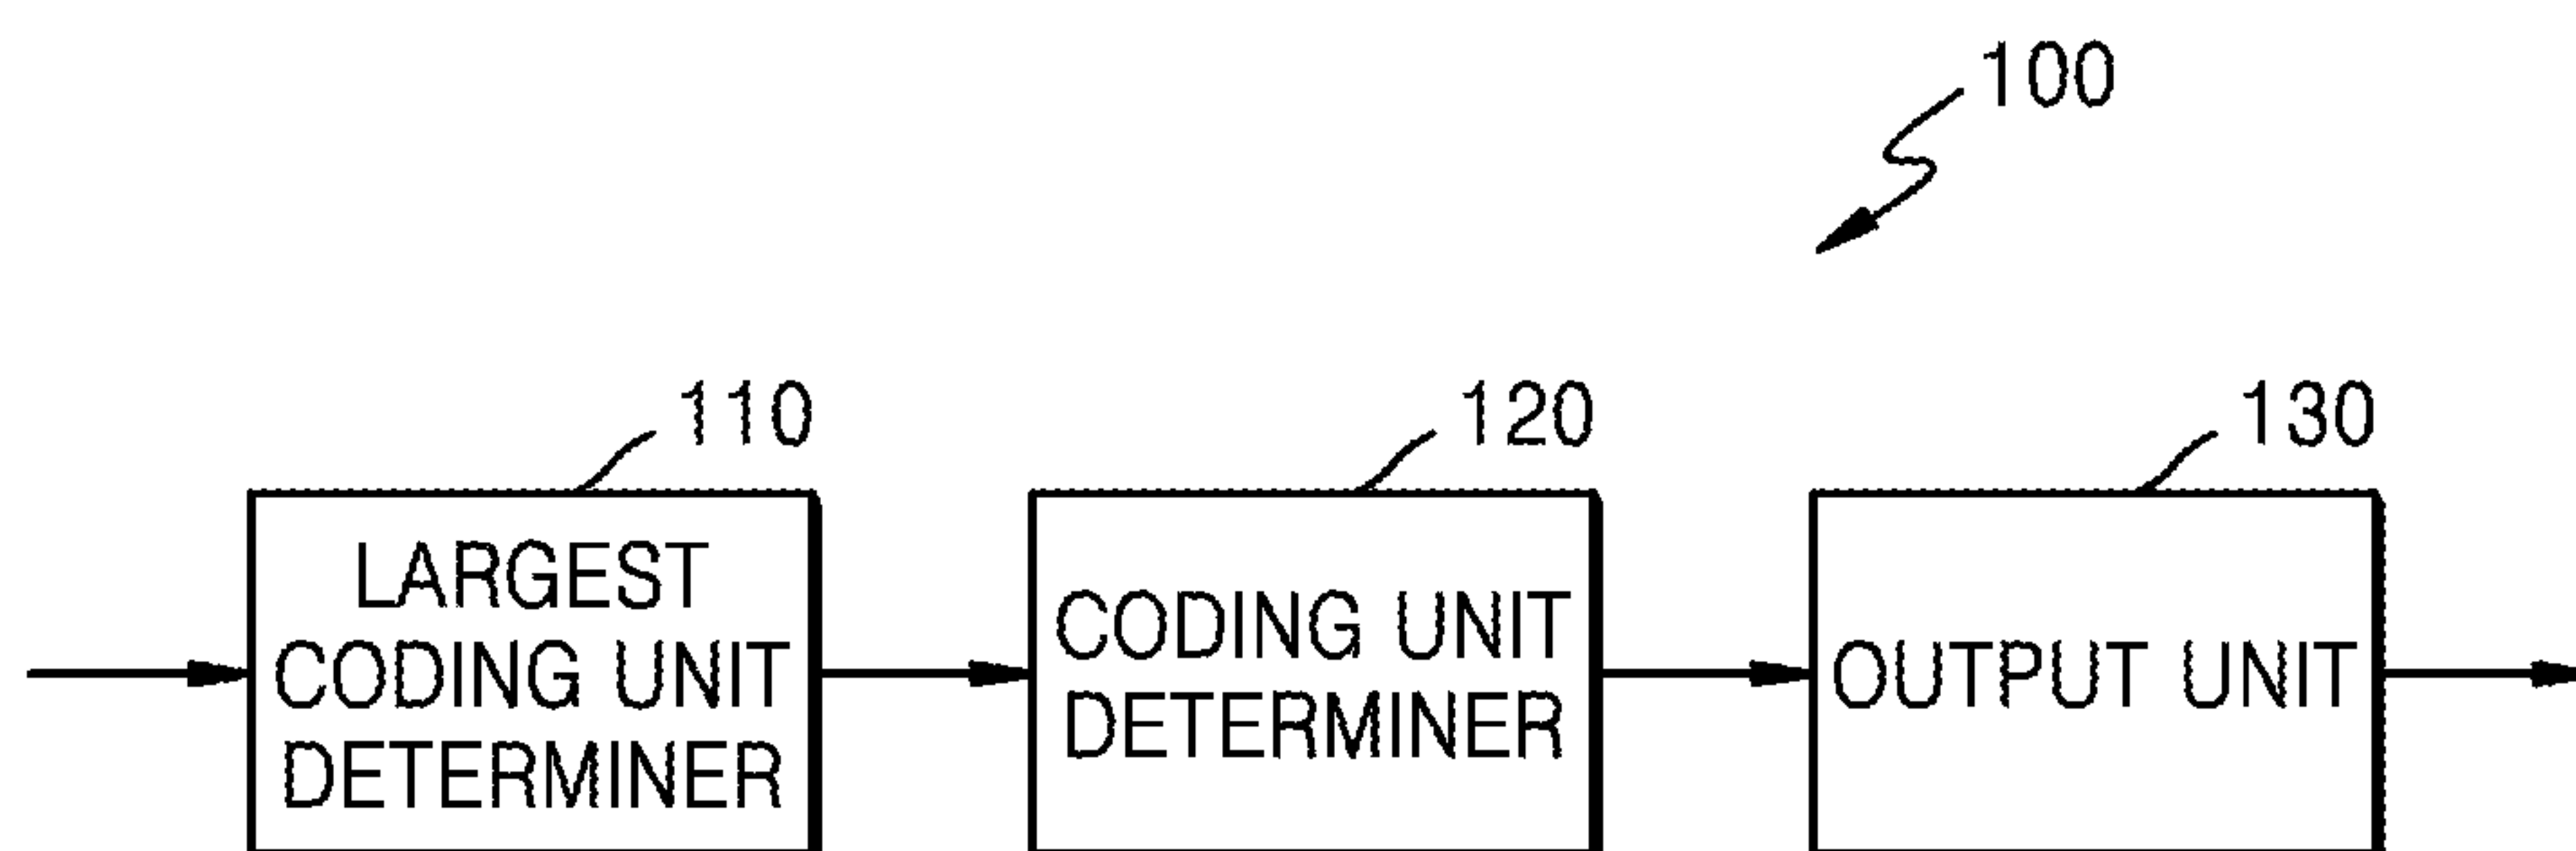 100
110
120
130
LARGEST
CODING UNIT
DETERMINER
CODING UNIT
DETERMINER
OUTPUT UNIT